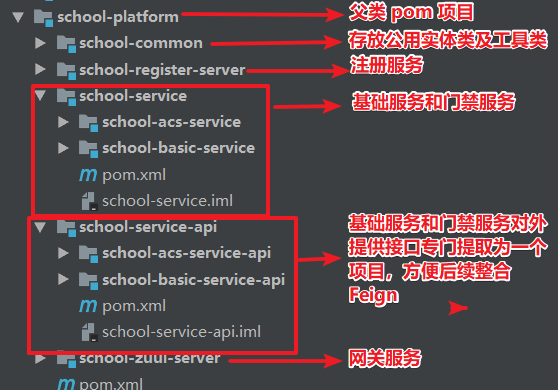 school-platform
父类 pom 项目
school-common
存放公用实体类及工具类
school-register-server
注册服务
school-service
基础服务和门禁服务
school-acs-service
school-basic-service
pom.xml
school-service.iml
school-service-api
基础服务和门禁服务对外
提供接口专门提取为一个
项目，方便后续整合
Feign
school-acs-service-api
school-basic-service-api
pom.xml
school-service-api.iml
school-zuul-server
网关服务
pom.xml